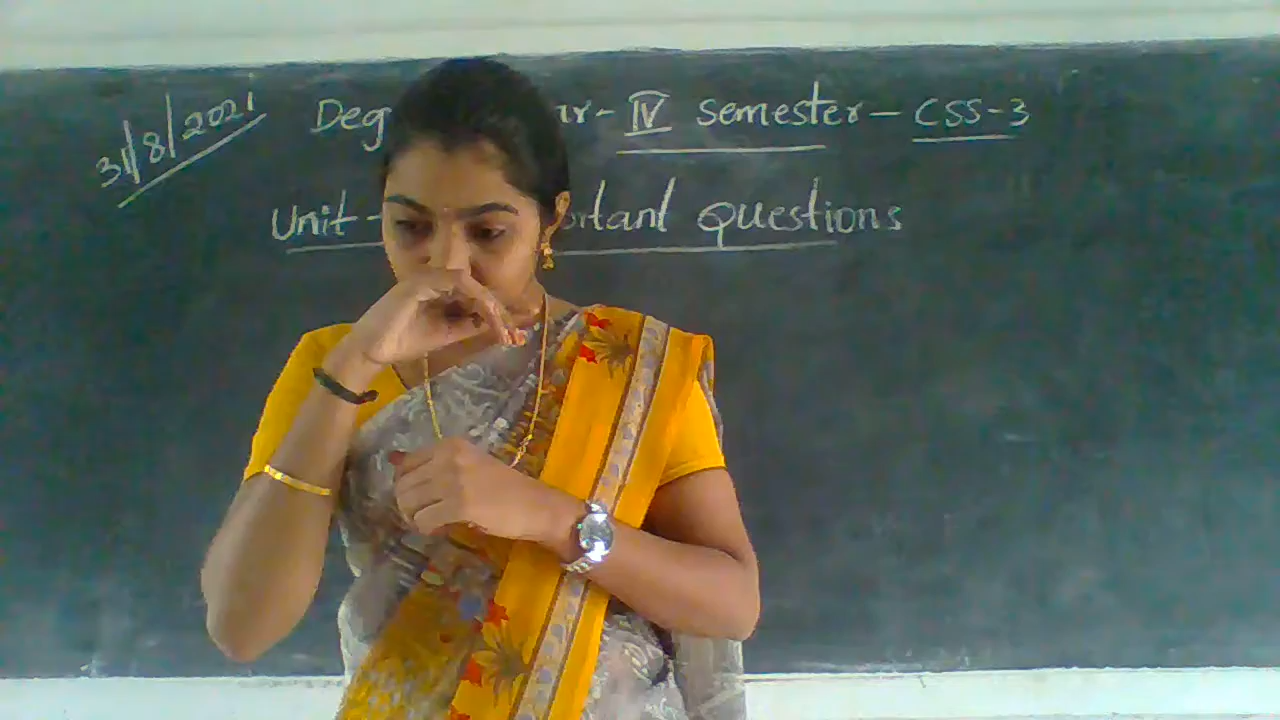 31/8/2021
Deg ar- IV Semester - CSS-3
Unit - ortant Questions